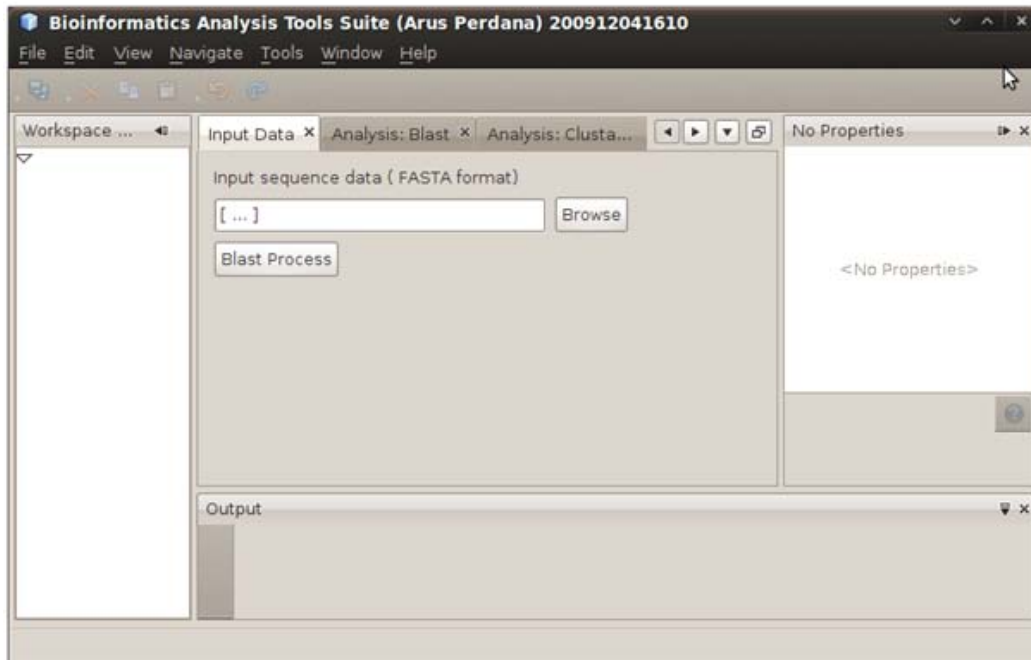 Bioinformatics Analysis Tools Suite (Arus Perdana) 200912041610
File Edit View Navigate Tools Window Help
Workspace ...
Input Data
Analysis: Blast
Analysis: Clusta...
No Properties
Input sequence data ( FASTA format)
[ ... ]
Browse
Blast Process
<No Properties>
Output